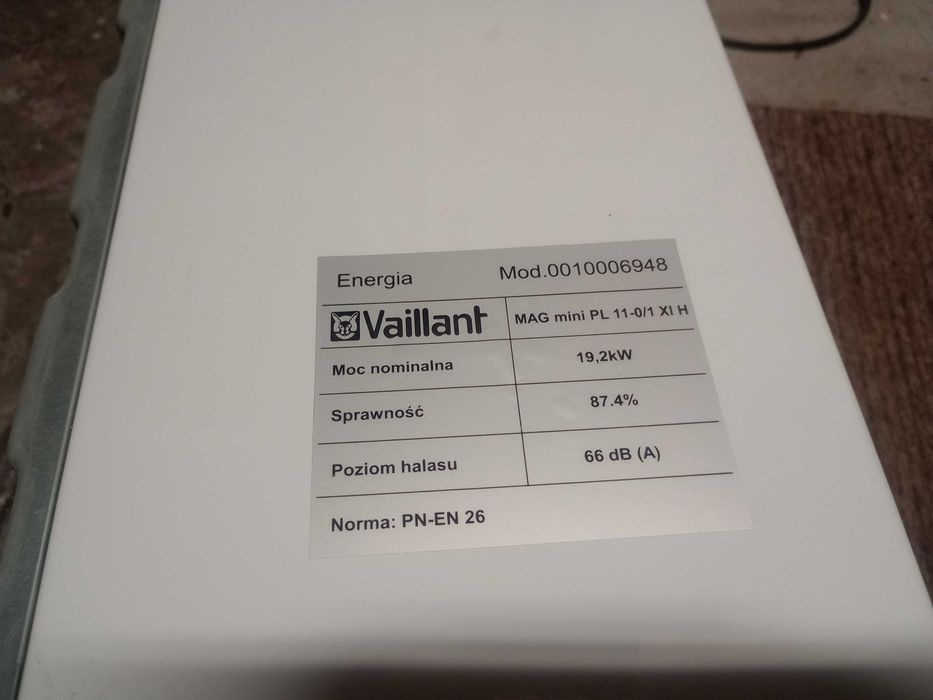 Energia Mod.0010006948
Vaillant MAG mini PL 11-0/1 XI H
Moc nominalna 19,2kW
Sprawność 87.4%
Poziom halasu 66 dB (A)
Norma: PN-EN 26